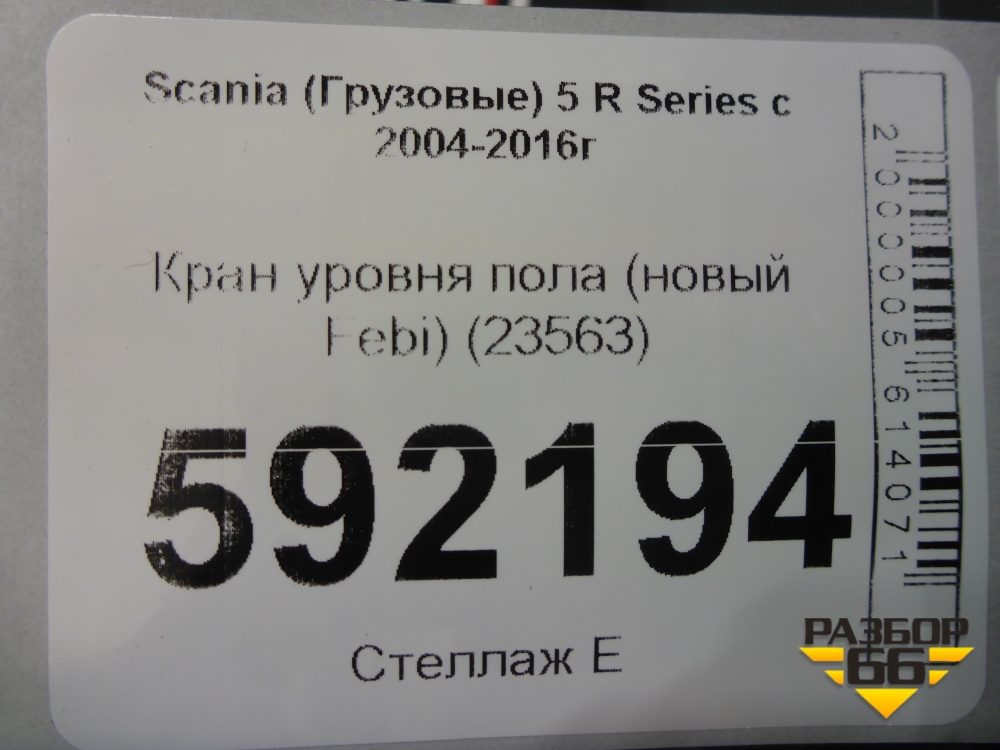 Scania (Грузовые) 5 R Series с
2004-2016г
Кран уровня пола (новый
Febi) (23563)
592194
Стеллаж Е
2000005614071
РАЗБОР
66